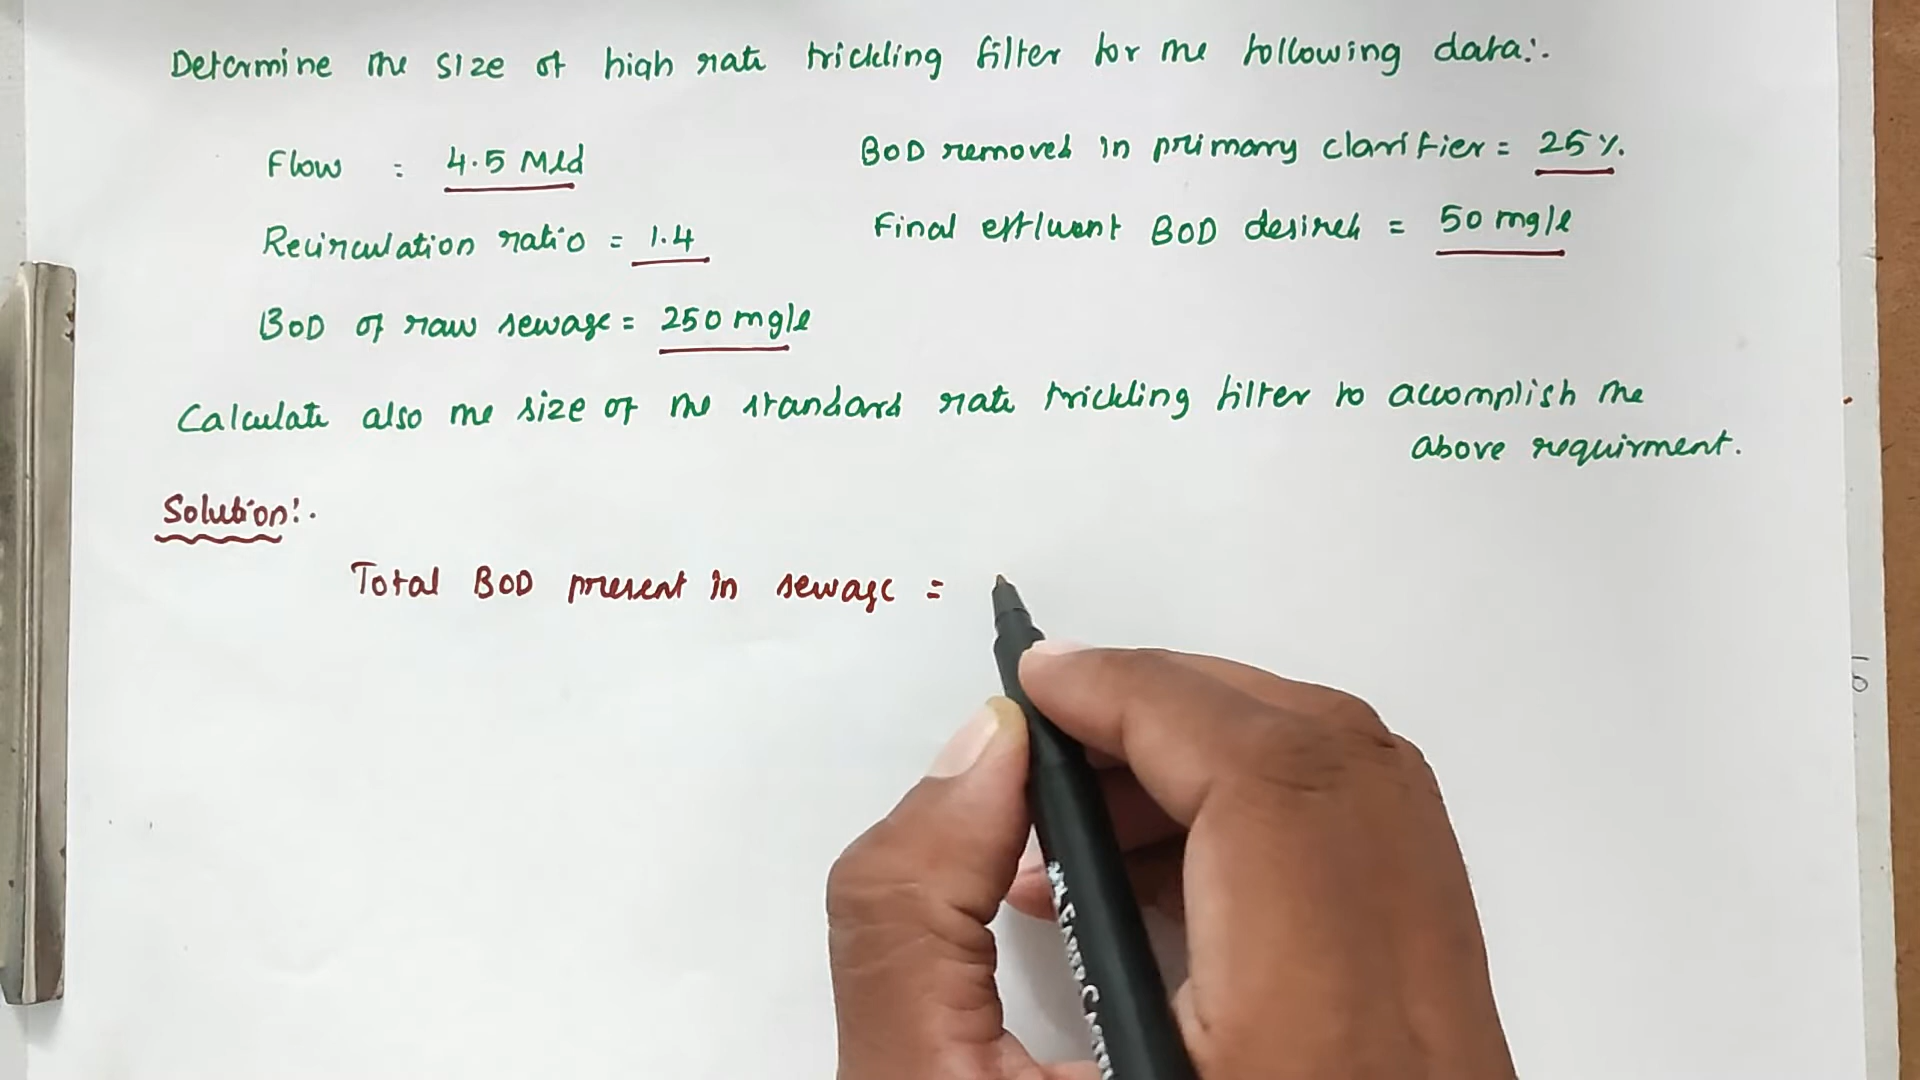 Determine the size of high rate trickling filter for the following data:.
Flow : 4.5 Mld
Recirculation ratio = 1.4
BOD of raw sewage = 250 mg/l
BOD removed in primary clarifier = 25 %.
Final effluent BOD desired = 50 mg/l
Calculate also the size of the standard rate trickling filter to accomplish the
above requirment.
Solution:.
Total BOD present in sewage =
FABER-CASTELL